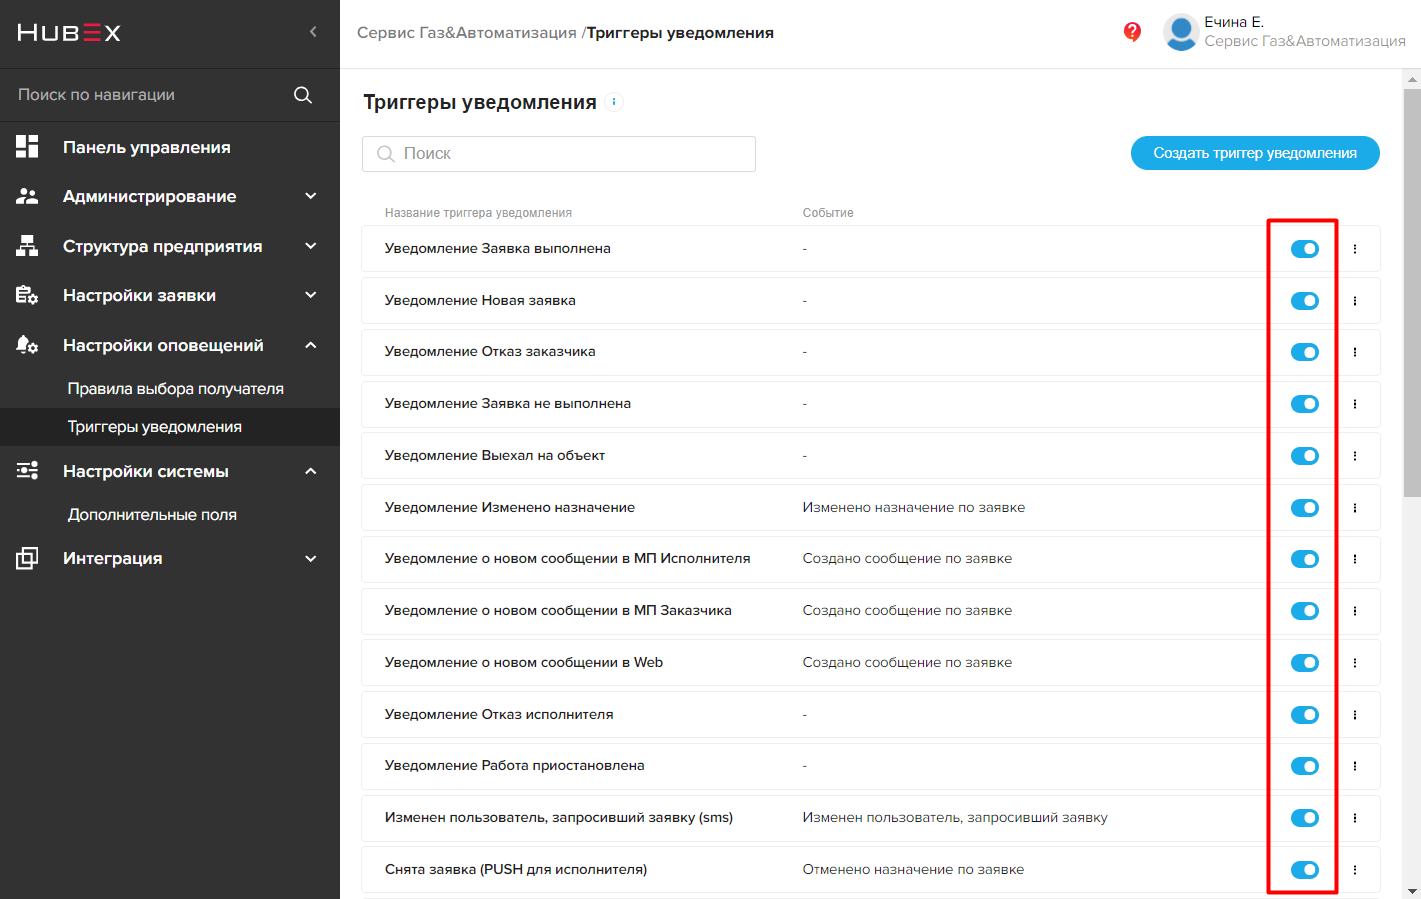 HUBEX
Поиск по навигации
Панель управления
Администрирование
Структура предприятия
Настройки заявки
Настройки оповещений
Правила выбора получателя
Триггеры уведомления
Настройки системы
Дополнительные поля
Интеграция
Сервис Газ&Автоматизация /Триггеры уведомления
?
Ечина Е.
Сервис Газ&Автоматизация
Триггеры уведомления i
Поиск
Создать триггер уведомления
Название триггера уведомления Событие
Уведомление Заявка выполнена -
Уведомление Новая заявка -
Уведомление Отказ заказчика -
Уведомление Заявка не выполнена -
Уведомление Выехал на объект -
Уведомление Изменено назначение Изменено назначение по заявке
Уведомление о новом сообщении в МП Исполнителя Создано сообщение по заявке
Уведомление о новом сообщении в МП Заказчика Создано сообщение по заявке
Уведомление о новом сообщении в Web Создано сообщение по заявке
Уведомление Отказ исполнителя -
Уведомление Работа приостановлена -
Изменен пользователь, запросивший заявку (sms) Изменен пользователь, запросивший заявку
Снята заявка (PUSH для исполнителя) Отменено назначение по заявке